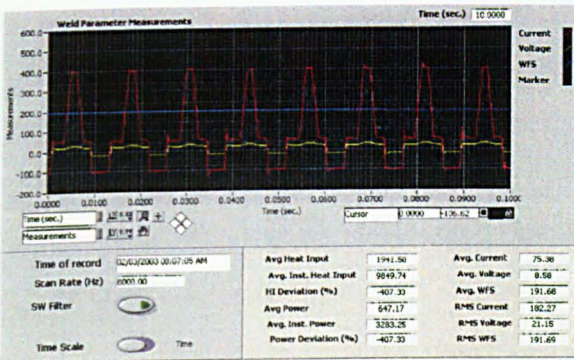 Weld Parameter Measurements
Time (sec.) 10.0000
600.0
500.0
400.0
300.0
200.0
100.0
0.0
-100.0
-200.0
Measurements
0.0000 0.0100 0.0200 0.0300 0.0400 0.0500 0.0600 0.0700 0.0800 0.0900 0.1000
Time (sec.)
Current
Voltage
WFS
Marker
Time (sec.)
Measurements
Cursor 0.0000 -106.62
Time of record 02/03/2003 08:07:05 AM
Scan Rate (Hz) 8000.00
SW Filter
Time Scale Time
Avg Heat Input 1941.50
Avg. Inst. Heat Input 9849.74
HI Deviation (%) -407.33
Avg Power 647.17
Avg. Inst. Power 3283.25
Power Deviation (%) -407.33
Avg. Current 75.38
Avg. Voltage 8.58
Avg. WFS 191.68
RMS Current 182.27
RMS Voltage 21.15
RMS WFS 191.69